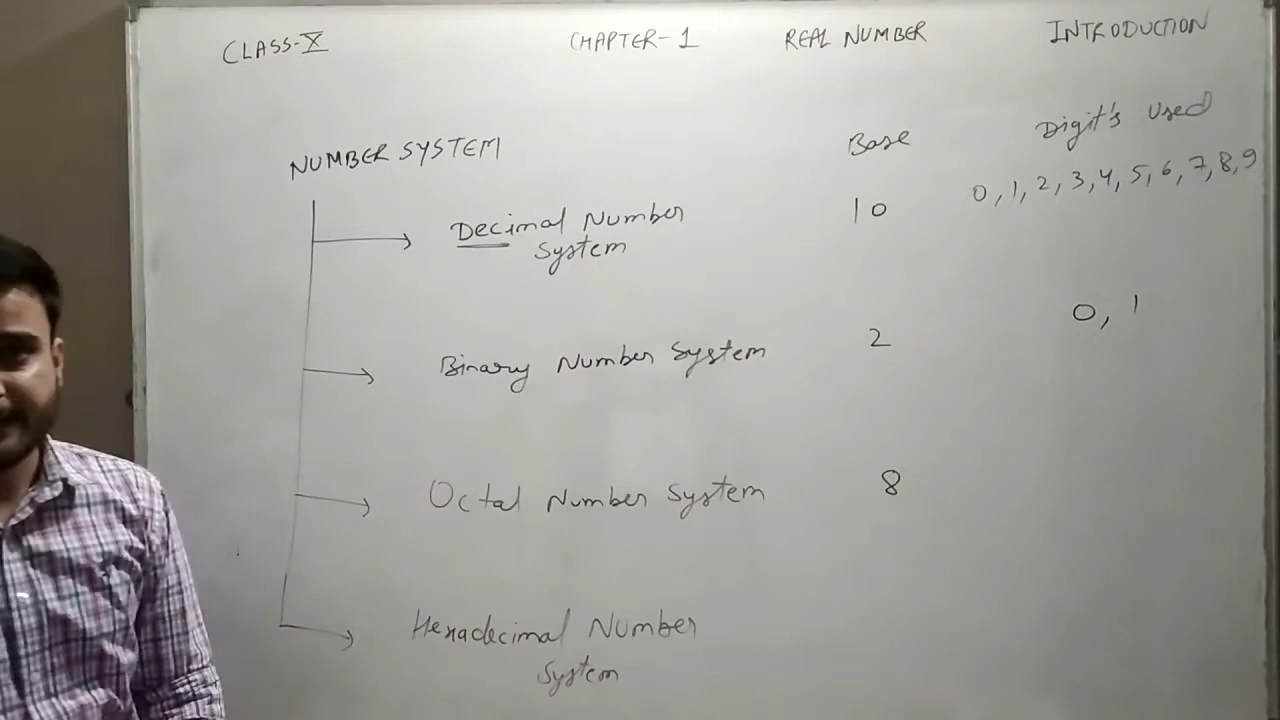 CLASS-X CHAPTER-1 REAL NUMBER INTRODUCTION
NUMBER SYSTEM Base Digit's Used
Decimal Number 10 0, 1, 2, 3, 4, 5, 6, 7, 8, 9
System
Binary Number System 2 0, 1
Octal Number System 8
Hexadecimal Number
System